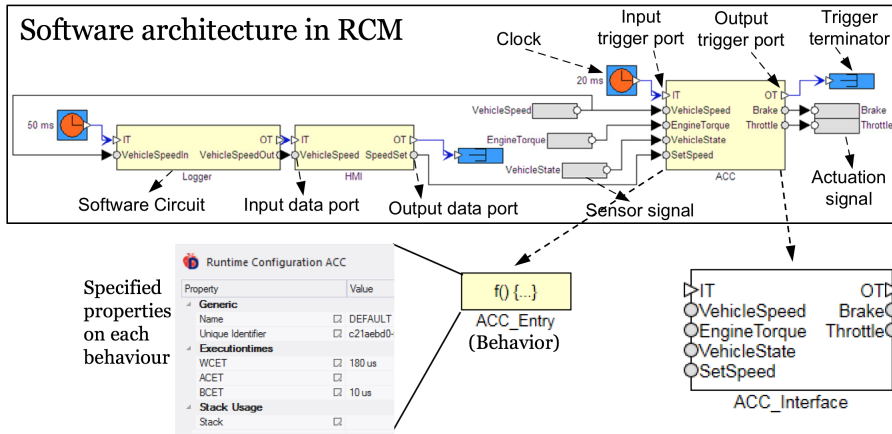 Software architecture in RCM
Clock
Input
trigger port
Output
trigger port
Trigger
terminator
20 ms
IT
OT
VehicleSpeed
Brake
EngineTorque
Throttle
VehicleState
SetSpeed
ACC
VehicleSpeed
EngineTorque
VehicleState
Brake
Throttle
50 ms
IT
OT
VehicleSpeedIn
VehicleSpeedOut
Logger
IT
OT
VehicleSpeed
SpeedSet
HMI
Software Circuit
Input data port
Output data port
Sensor signal
Actuation
signal
Specified
properties
on each
behaviour
Runtime Configuration ACC
Property
Value
Generic
Name
DEFAULT
Unique Identifier
c21aebd0-
Executiontimes
WCET
180 us
ACET
BCET
10 us
Stack Usage
Stack
f() {...}
ACC_Entry
(Behavior)
IT
OT
VehicleSpeed
Brake
EngineTorque
Throttle
VehicleState
SetSpeed
ACC_Interface